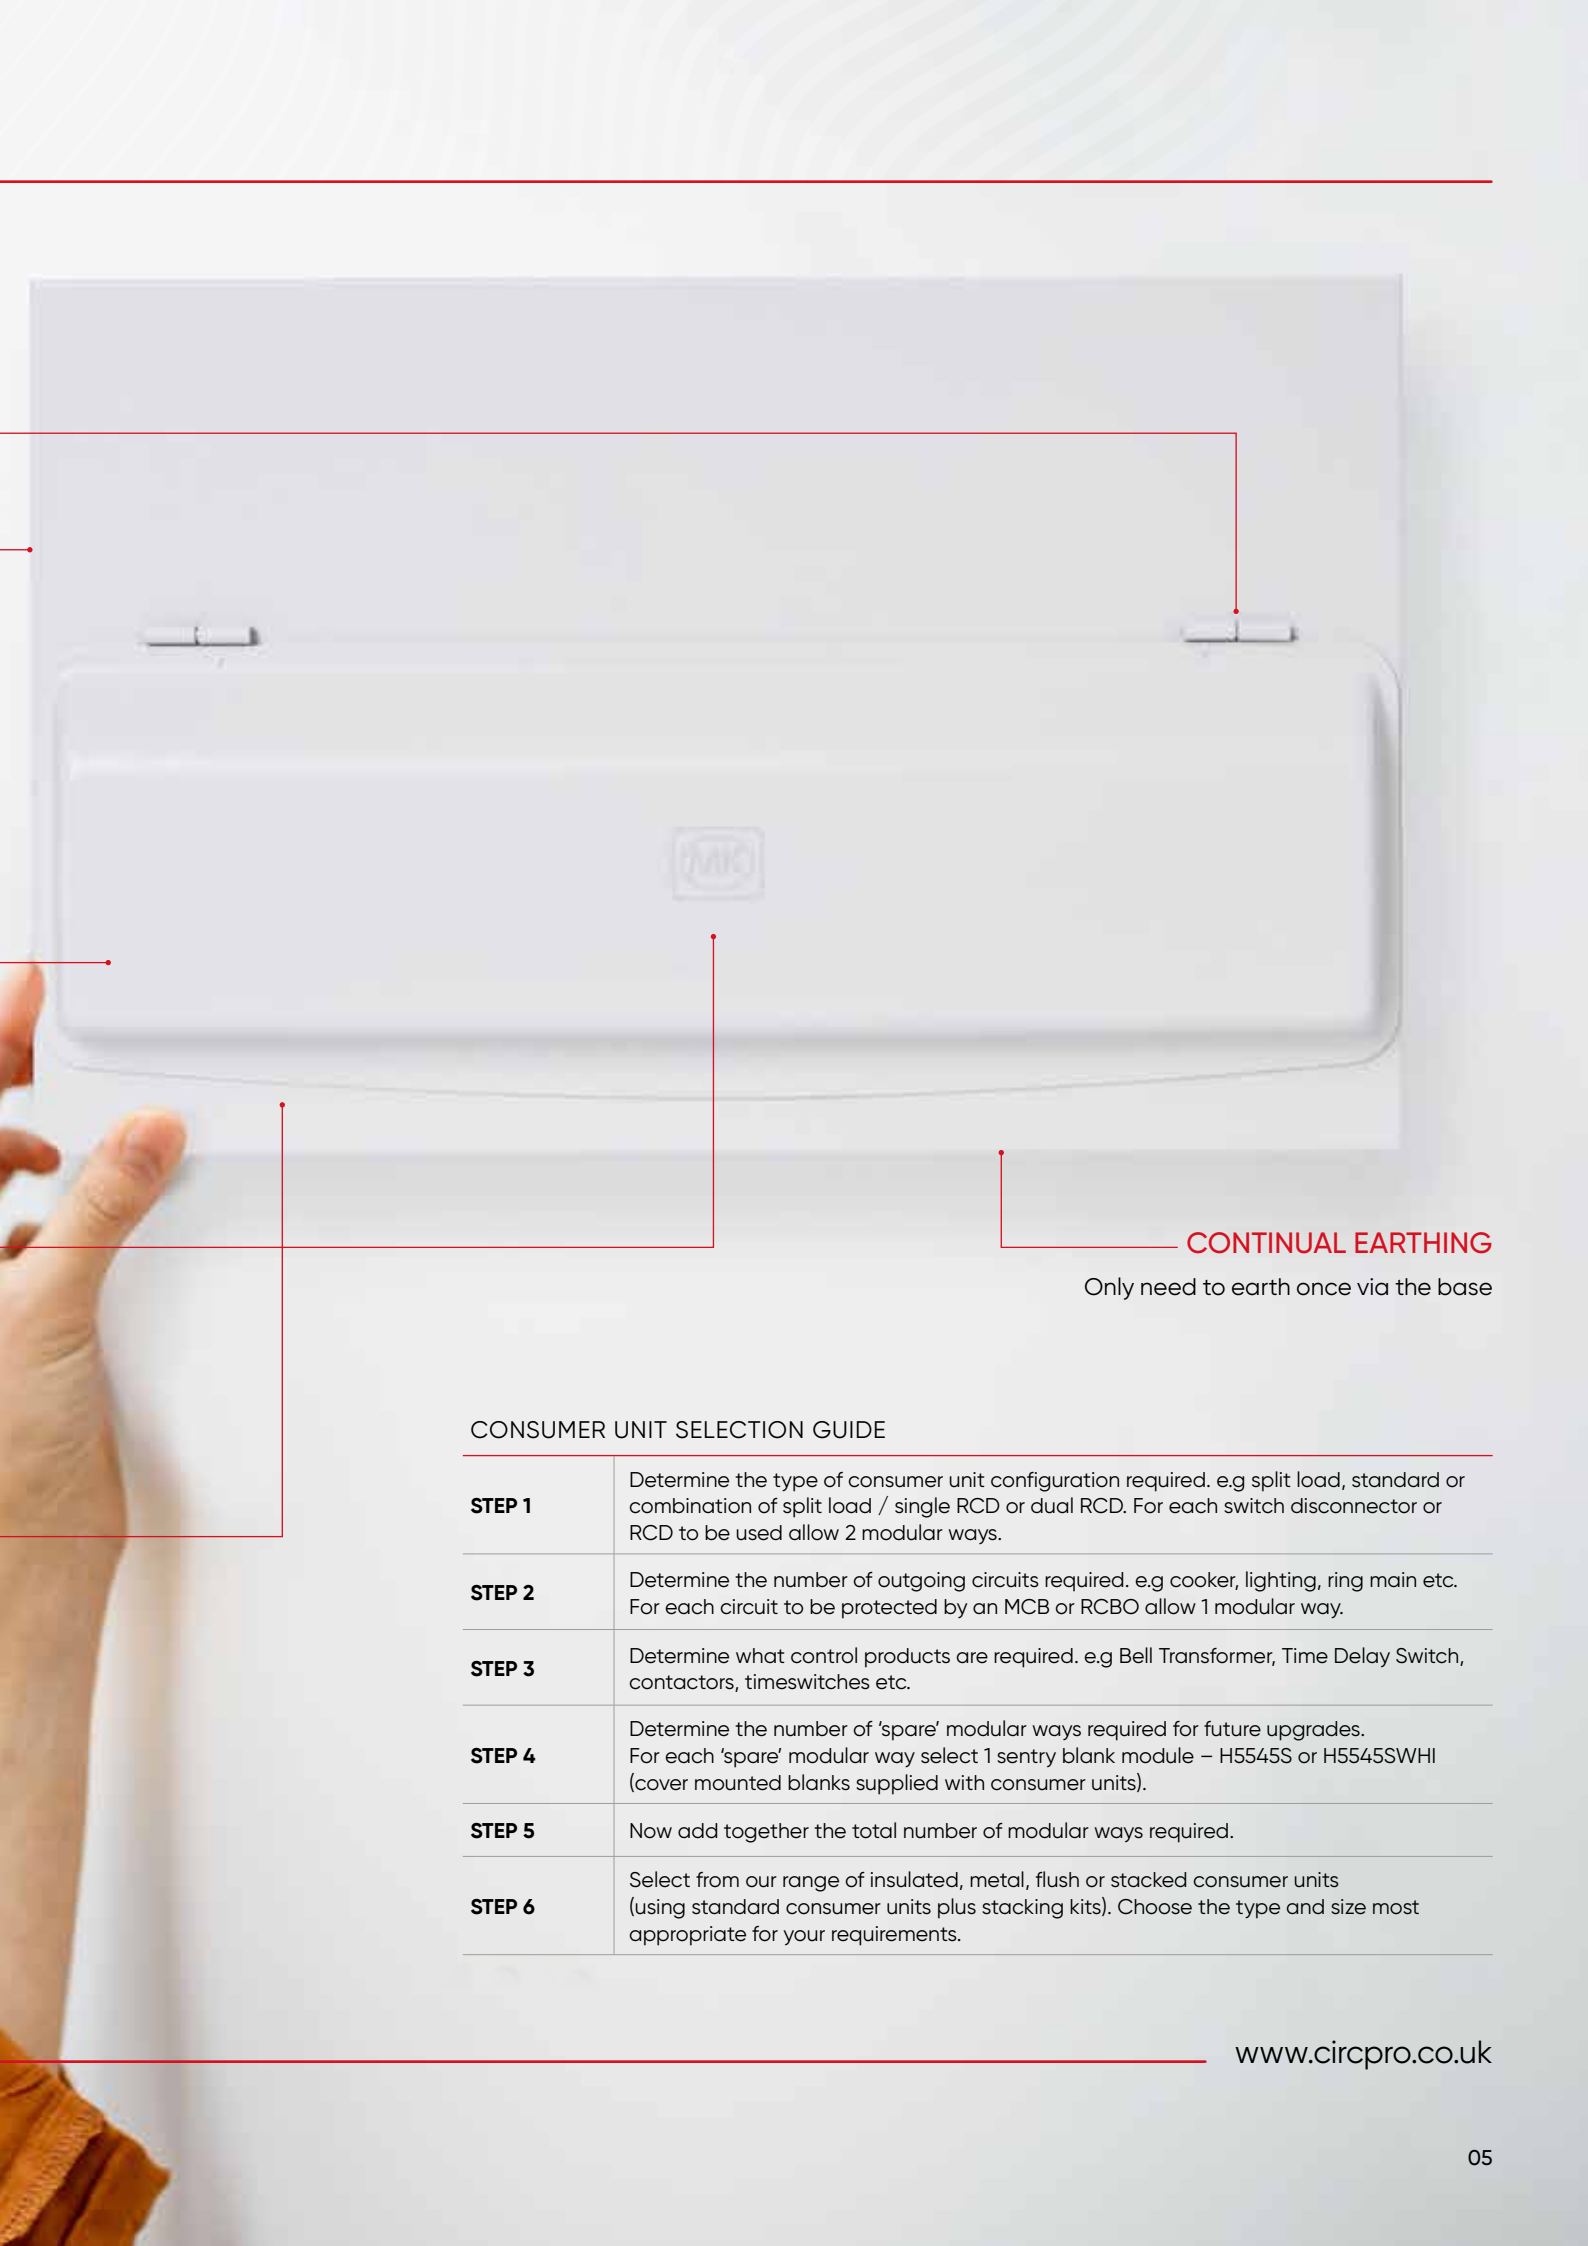 MK
CONTINUAL EARTHING
Only need to earth once via the base
CONSUMER UNIT SELECTION GUIDE
STEP 1
Determine the type of consumer unit configuration required. e.g split load, standard or
combination of split load / single RCD or dual RCD. For each switch disconnector or
RCD to be used allow 2 modular ways.
STEP 2
Determine the number of outgoing circuits required. e.g cooker, lighting, ring main etc.
For each circuit to be protected by an MCB or RCBO allow 1 modular way.
STEP 3
Determine what control products are required. e.g Bell Transformer, Time Delay Switch,
contactors, timeswitches etc.
STEP 4
Determine the number of ‘spare’ modular ways required for future upgrades.
For each ‘spare’ modular way select 1 sentry blank module – H5545S or H5545SWHI
(cover mounted blanks supplied with consumer units).
STEP 5
Now add together the total number of modular ways required.
STEP 6
Select from our range of insulated, metal, flush or stacked consumer units
(using standard consumer units plus stacking kits). Choose the type and size most
appropriate for your requirements.
www.circpro.co.uk
05